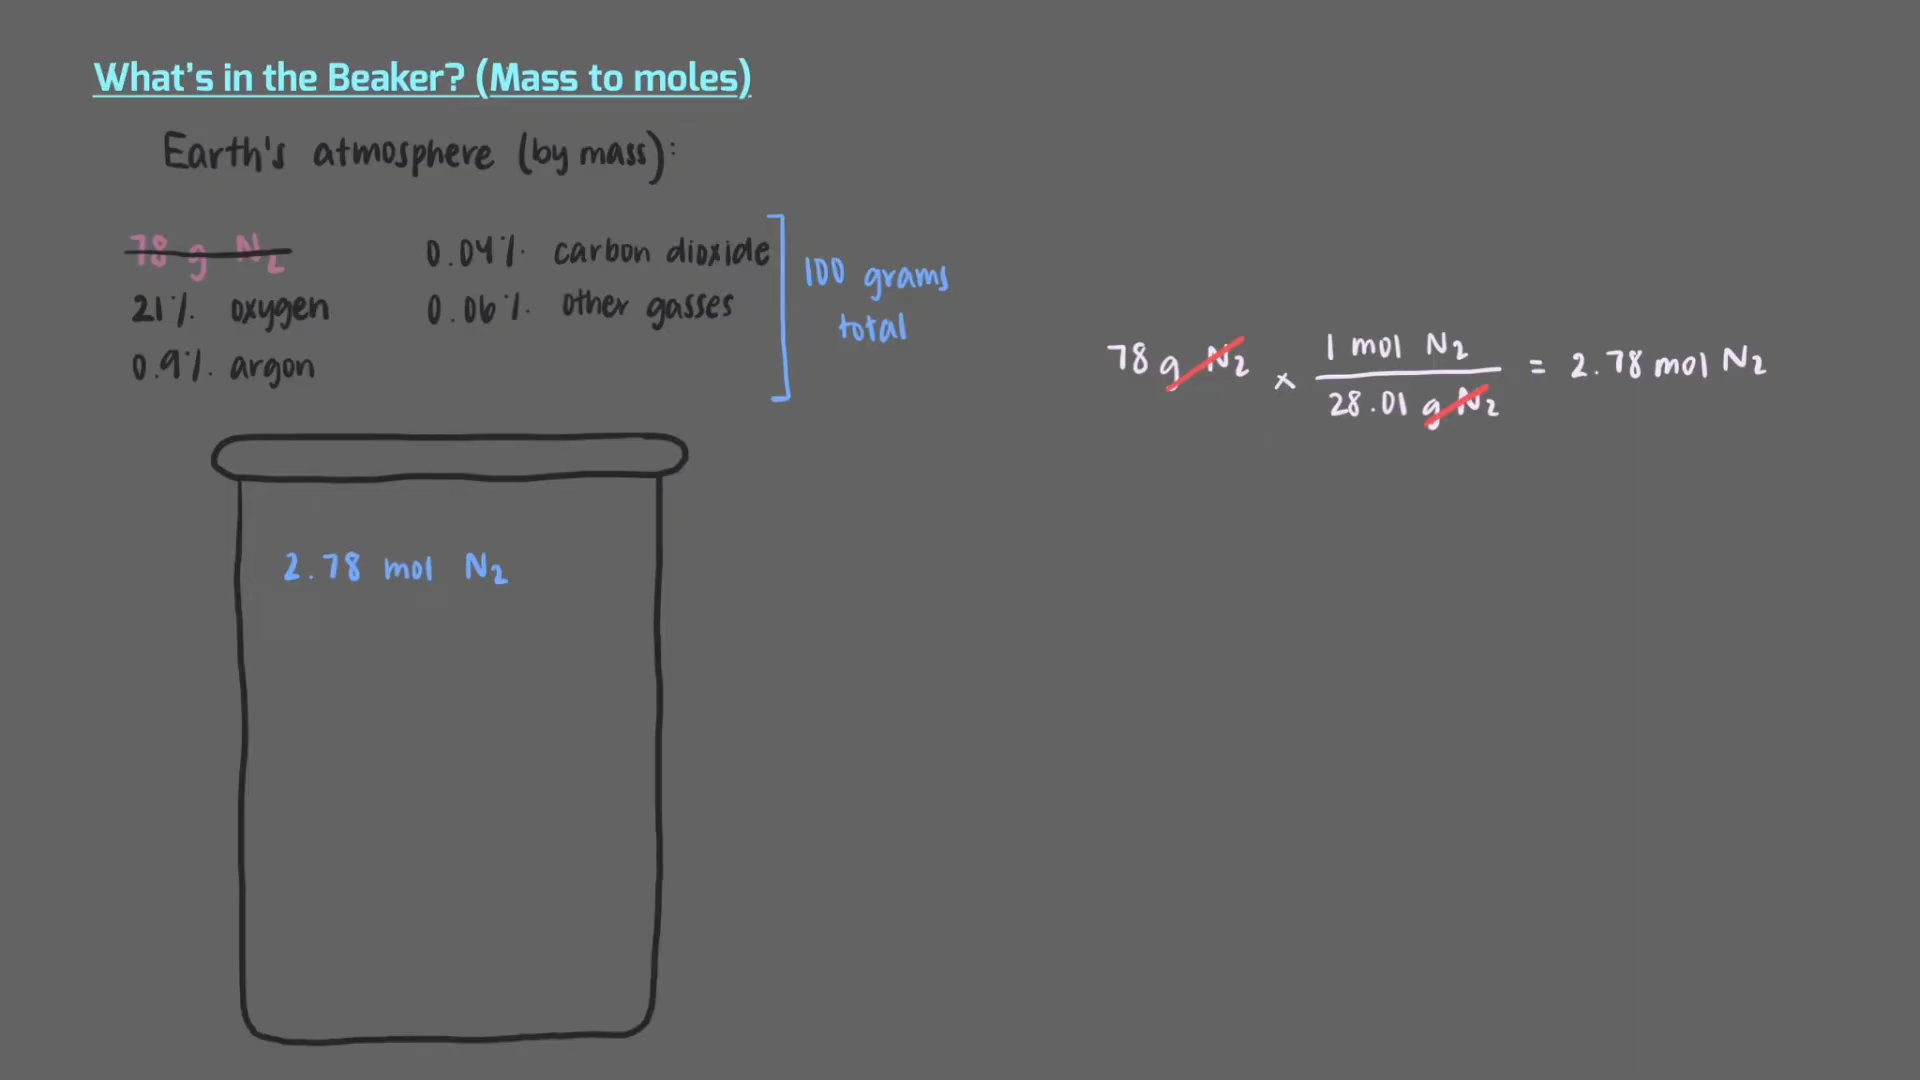 What's in the Beaker? (Mass to moles)
Earth's atmosphere (by mass):
78 g N₂
21% oxygen
0.9% argon
0.04% carbon dioxide
0.06% other gasses
100 grams
total
78 g N₂ × 1 mol N₂ / 28.01 g N₂ = 2.78 mol N₂
2.78 mol N₂